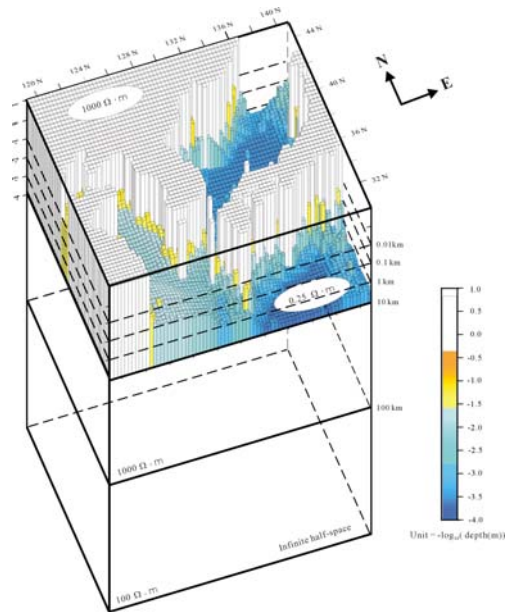 120 N
124 N
128 N
132 N
136 N
140 N
44 N
40 N
36 N
32 N
N
E
1000 Ω · m
0.01km
0.1 km
1 km
10 km
0.25 Ω · m
100 km
1000 Ω · m
Infinite half-space
100 Ω · m
1.0
0.5
0.0
-0.5
-1.0
-1.5
-2.0
-2.5
-3.0
-3.5
-4.0
Unit = -log₁₀( depth(m))